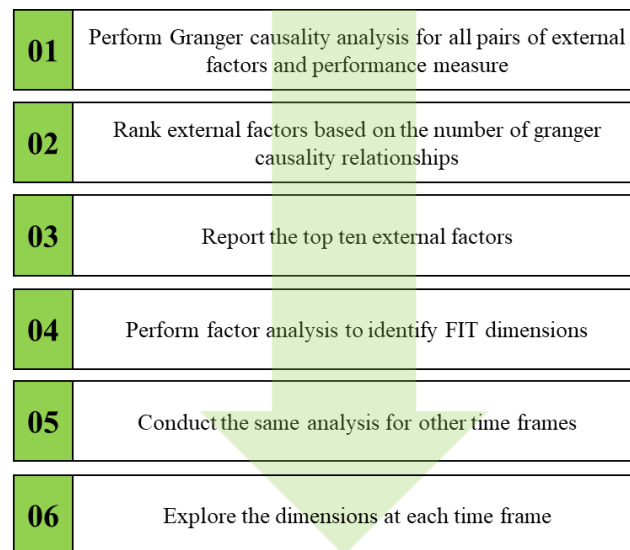 01
Perform Granger causality analysis for all pairs of external
factors and performance measure
02
Rank external factors based on the number of granger
causality relationships
03
Report the top ten external factors
04
Perform factor analysis to identify FIT dimensions
05
Conduct the same analysis for other time frames
06
Explore the dimensions at each time frame